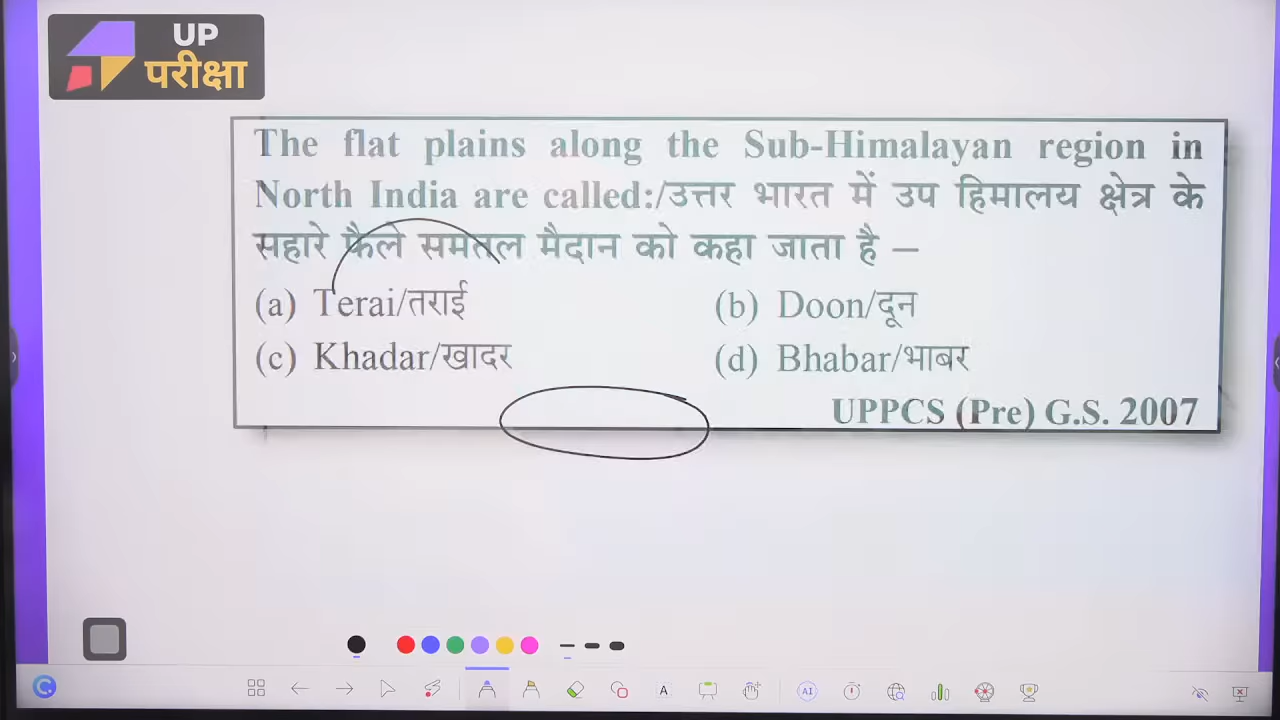 UP
परीक्षा
The flat plains along the Sub-Himalayan region in
North India are called:/उत्तर भारत में उप हिमालय क्षेत्र के
सहारे फैले समतल मैदान को कहा जाता है –
(a) Terai/तराई (b) Doon/दून
(c) Khadar/खादर (d) Bhabar/भाबर
UPPCS (Pre) G.S. 2007
A
AI